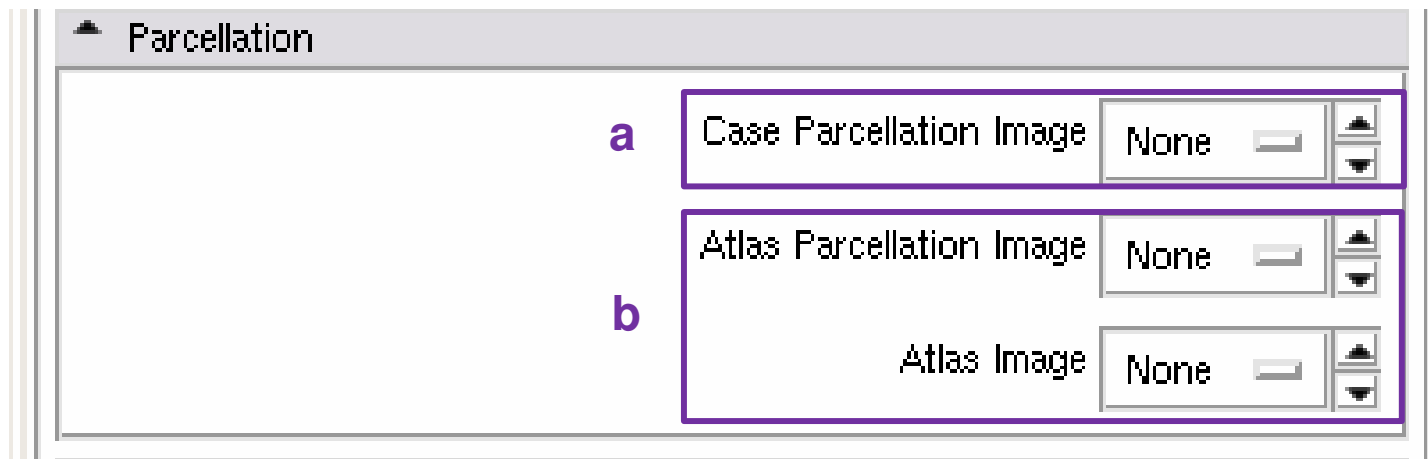 Parcellation
a
Case Parcellation Image None
b
Atlas Parcellation Image None
Atlas Image None